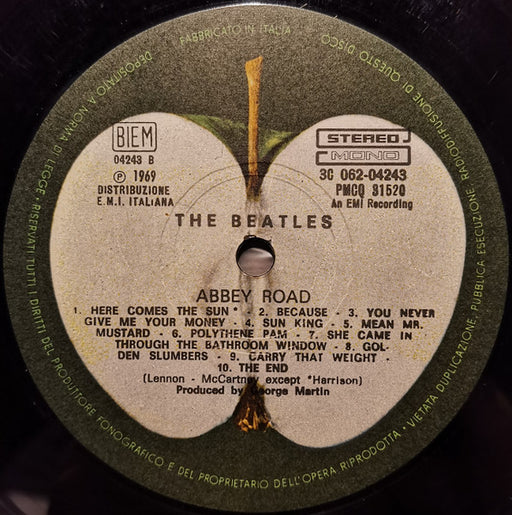 FABBRICATO IN ITALIA
DEPOSITATO A NORMA DI LEGGE • RISERVATI TUTTI I DIRITTI DEL PRODUTTORE FONOGRAFICO E DEL PROPRIETARIO DELL'OPERA RIPRODOTTA • VIETATA DUPLICAZIONE, PUBBLICA ESECUZIONE RADIODIFFUSIONE DI QUESTO DISCO
BIEM
04243 B
℗ 1969
DISTRIBUZIONE
E.M.I. ITALIANA
STEREO
MONO
3C 062-04243
PMCQ 31520
An EMI Recording
THE BEATLES
ABBEY ROAD
1. HERE COMES THE SUN * - 2. BECAUSE - 3. YOU NEVER
GIVE ME YOUR MONEY - 4. SUN KING - 5. MEAN MR.
MUSTARD - 6. POLYTHENE PAM - 7. SHE CAME IN
THROUGH THE BATHROOM WINDOW - 8. GOL-
DEN SLUMBERS - 9. CARRY THAT WEIGHT -
10. THE END
(Lennon - McCartney except *Harrison)
Produced by George Martin